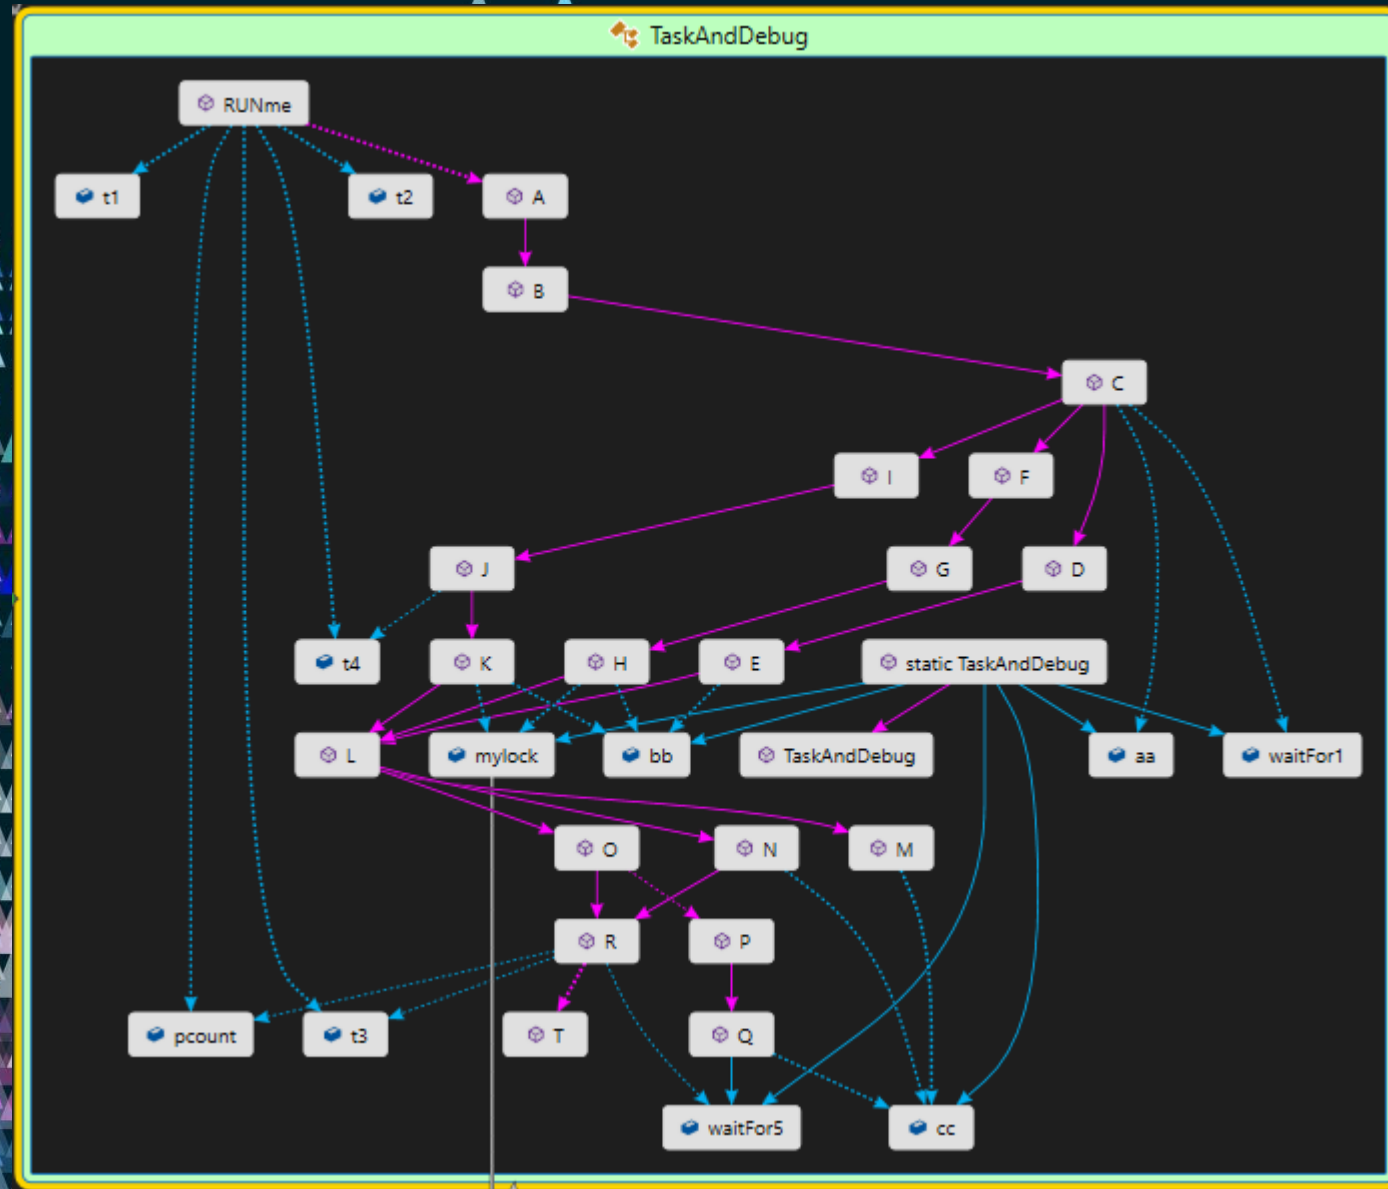 TaskAndDebug
RUNme
t1
t2
A
B
C
I
F
J
G
D
t4
K
H
E
static TaskAndDebug
L
mylock
bb
TaskAndDebug
aa
waitFor1
O
N
M
R
P
pcount
t3
T
Q
waitFor5
cc